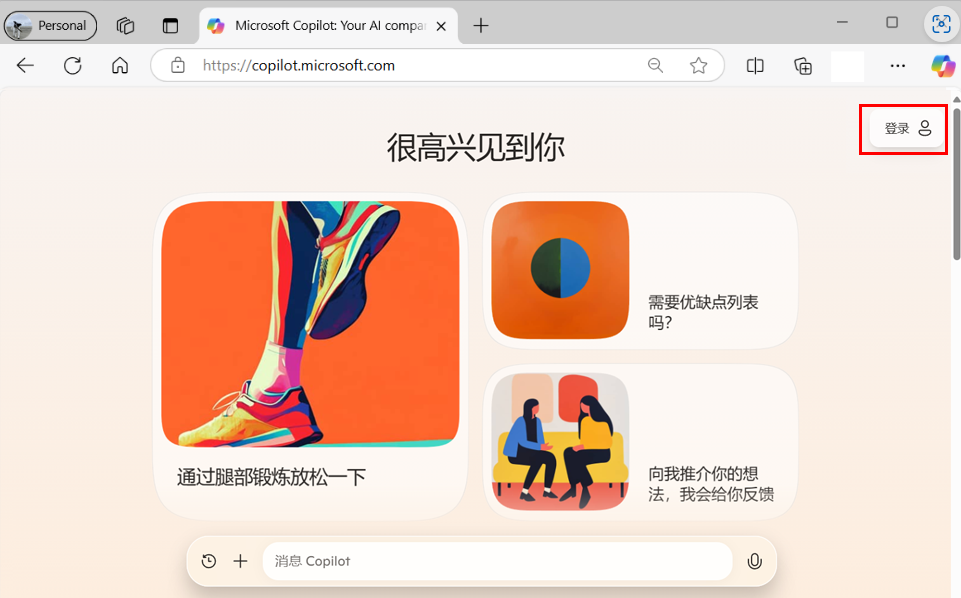 Personal
Microsoft Copilot: Your AI compa
https://copilot.microsoft.com
登录
很高兴见到你
需要优缺点列表
吗?
通过腿部锻炼放松一下
向我推介你的想
法，我会给你反馈
消息 Copilot